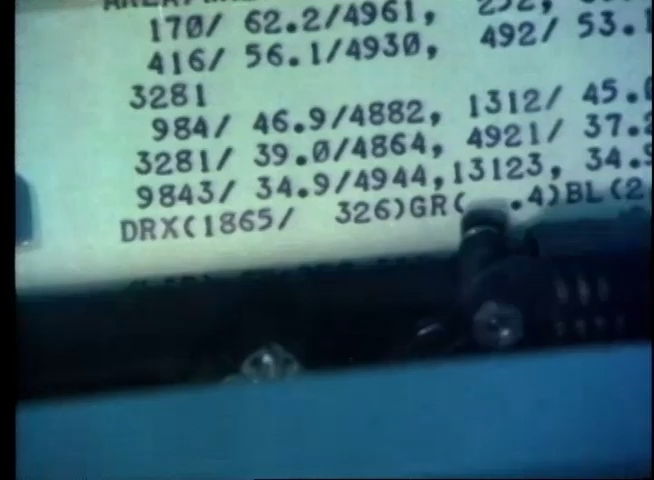 170/ 62.2/4961, 252,
416/ 56.1/4930, 492/ 53.1
3281
984/ 46.9/4882, 1312/ 45.0
3281/ 39.0/4864, 4921/ 37.2
9843/ 34.9/4944,13123, 34.9
DRX(1865/ 326)GR( .4)BL(2